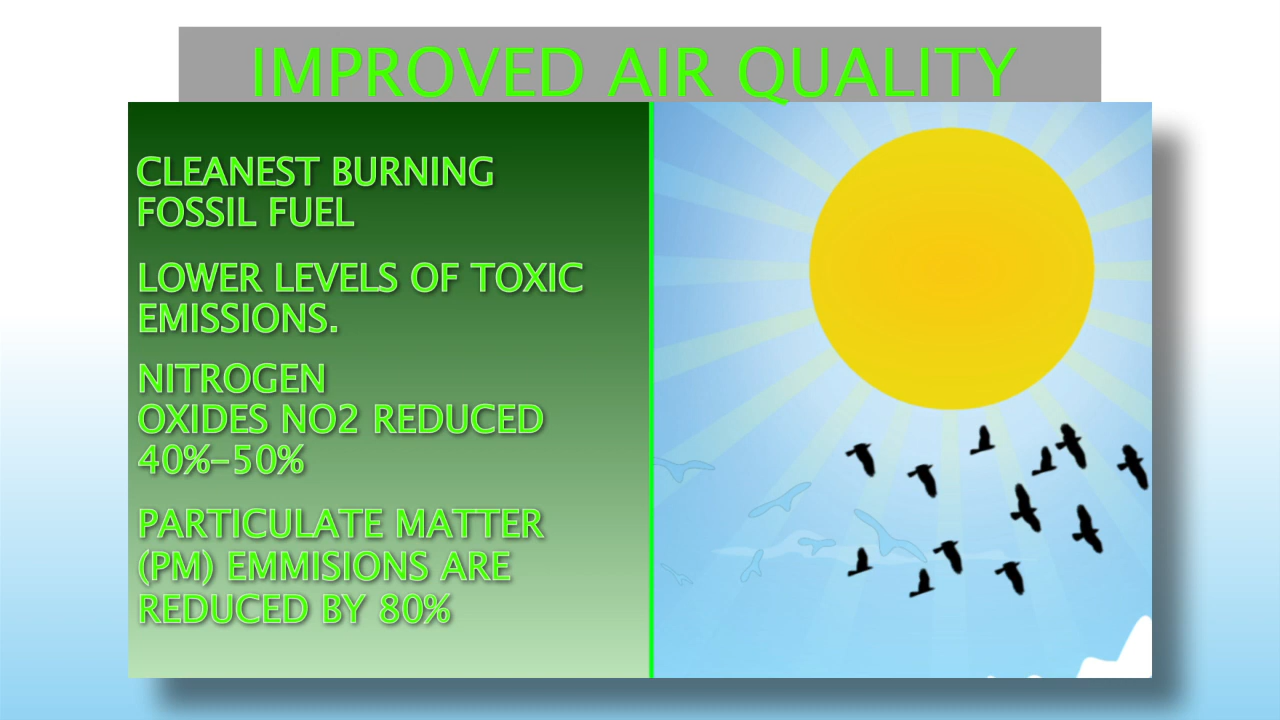 IMPROVED AIR QUALITY
CLEANEST BURNING
FOSSIL FUEL
LOWER LEVELS OF TOXIC
EMISSIONS.
NITROGEN
OXIDES NO2 REDUCED
40%-50%
PARTICULATE MATTER
(PM) EMMISIONS ARE
REDUCED BY 80%